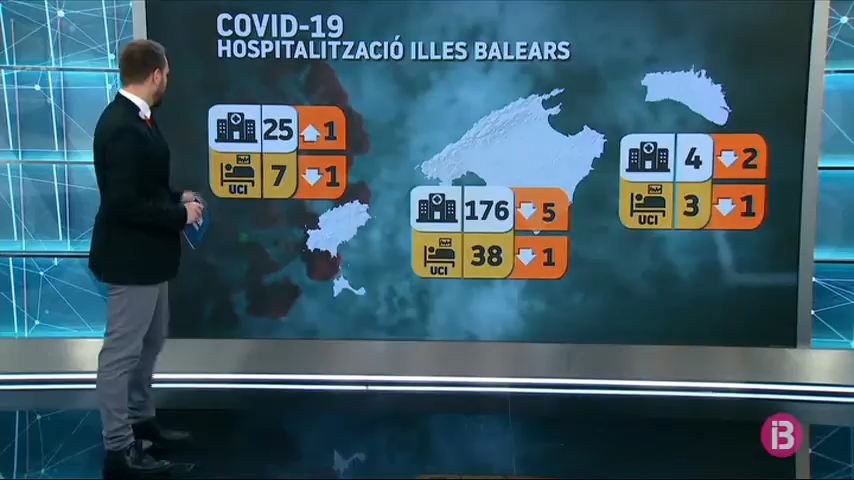 COVID-19
HOSPITALITZACIÓ ILLES BALEARS
25 1
UCI 7 1
176 5
UCI 38 1
4 2
UCI 3 1
IB